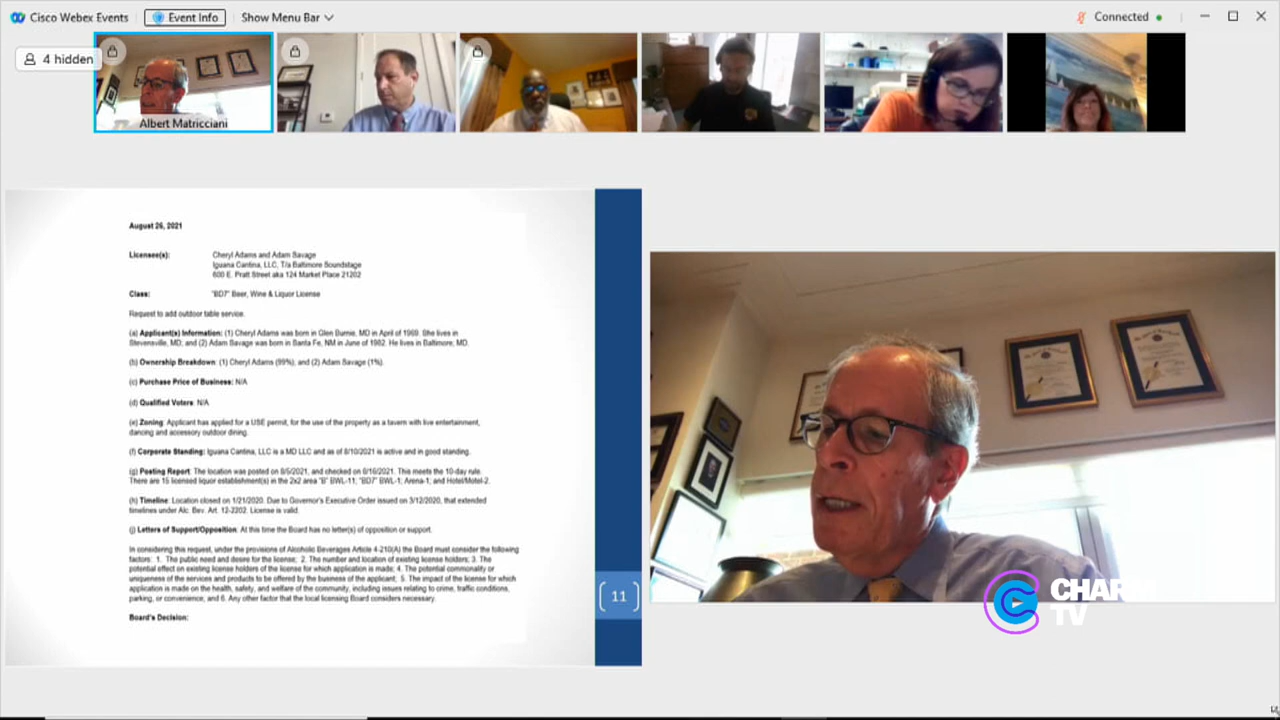 Cisco Webex Events
Event Info
Show Menu Bar
Connected
4 hidden
Albert Matricciani
August 26, 2021
Licensee(s):
Cheryl Adams and Adam Savage
Iguana Cantina, LLC, T/a Baltimore Soundstage
600 E. Pratt Street aka 124 Market Place 21202
Class:
"BD7" Beer, Wine & Liquor License
Request to add outdoor table service.
(a) Applicant(s) Information: (1) Cheryl Adams was born in Glen Burnie, MD in April of 1969. She lives in
Stevensville, MD; and (2) Adam Savage was born in Santa Fe, NM in June of 1982. He lives in Baltimore, MD.
(b) Ownership Breakdown: (1) Cheryl Adams (99%), and (2) Adam Savage (1%).
(c) Purchase Price of Business: N/A
(d) Qualified Voters: N/A
(e) Zoning: Applicant has applied for a USE permit, for the use of the property as a tavern with live entertainment,
dancing and accessory outdoor dining.
(f) Corporate Standing: Iguana Cantina, LLC is a MD LLC and as of 8/10/2021 is active and in good standing.
(g) Posting Report: The location was posted on 8/5/2021, and checked on 8/16/2021. This meets the 10-day rule.
There are 15 licensed liquor establishment(s) in the 2x2 area "B" BWL-11; "BD7" BWL-1; Arena-1; and Hotel/Motel-2.
(h) Timeline: Location closed on 1/21/2020. Due to Governor's Executive Order issued on 3/12/2020, that extended
timelines under Alc. Bev. Art. 12-2202. License is valid.
(i) Letters of Support/Opposition: At this time the Board has no letter(s) of opposition or support.
In considering this request, under the provisions of Alcoholic Beverages Article 4-210(A) the Board must consider the following
factors: 1. The public need and desire for the license; 2. The number and location of existing license holders; 3. The
potential effect on existing license holders of the license for which application is made; 4. The potential commonality or
uniqueness of the services and products to be offered by the business of the applicant; 5. The impact of the license for which
application is made on the health, safety, and welfare of the community, including issues relating to crime, traffic conditions,
parking, or convenience, and 6. Any other factor that the local licensing Board considers necessary.
Board's Decision:
11
TV